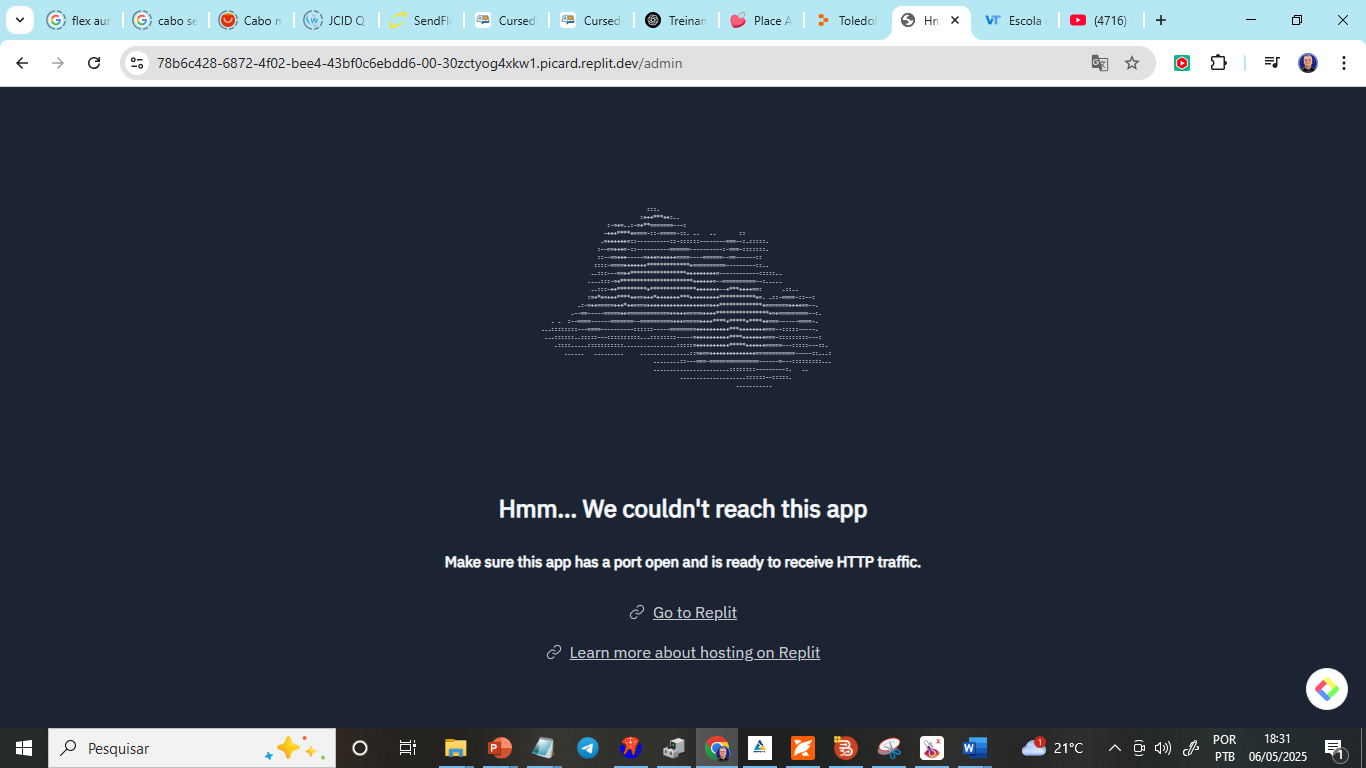 flex aur
cabo se
Cabo n
JCID Q
SendFl
Cursed
Cursed
Treinar
Place A
Toledo
Hn
VT Escola
(4716)
78b6c428-6872-4f02-bee4-43bf0c6ebdd6-00-30zctyog4xkw1.picard.replit.dev/admin
Hmm... We couldn't reach this app
Make sure this app has a port open and is ready to receive HTTP traffic.
Go to Replit
Learn more about hosting on Replit
Pesquisar
1
21°C
POR
PTB
18:31
06/05/2025
1